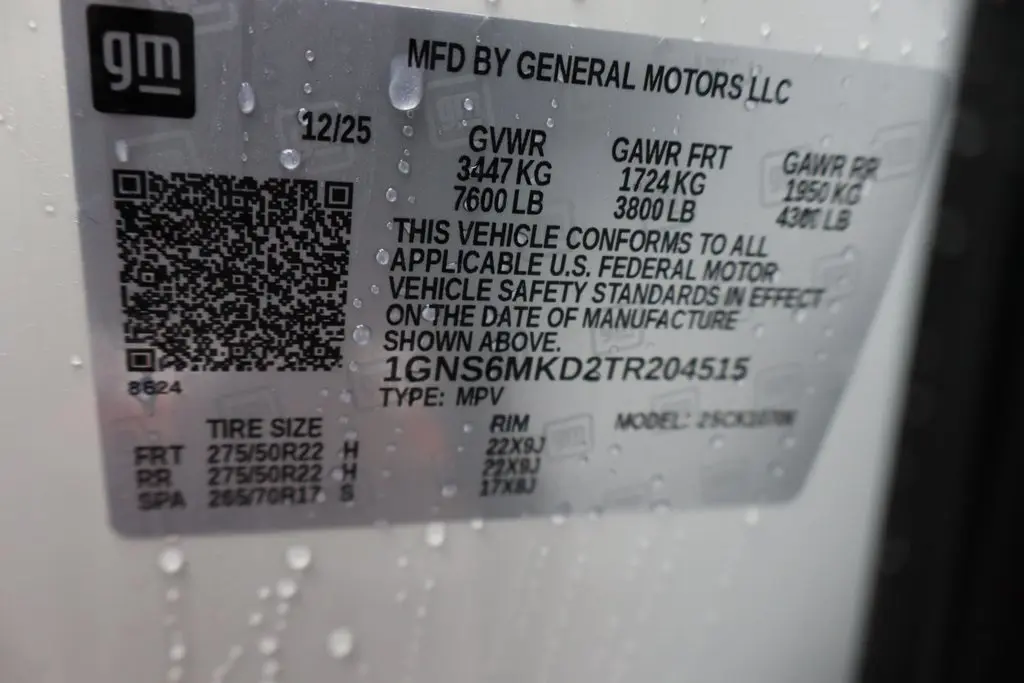 gm
MFD BY GENERAL MOTORS LLC
12/25
GVWR GAWR FRT GAWR RR
3447 KG 1724 KG 1950 KG
7600 LB 3800 LB 4300 LB
THIS VEHICLE CONFORMS TO ALL
APPLICABLE U.S. FEDERAL MOTOR
VEHICLE SAFETY STANDARDS IN EFFECT
ON THE DATE OF MANUFACTURE
SHOWN ABOVE.
1GNS6MKD2TR204515
8624
TYPE: MPV
TIRE SIZE RIM MODEL:
FRT 275/50R22 H 22X9J
RR 275/50R22 H 22X9J
SPA 265/70R17 S 17X8J